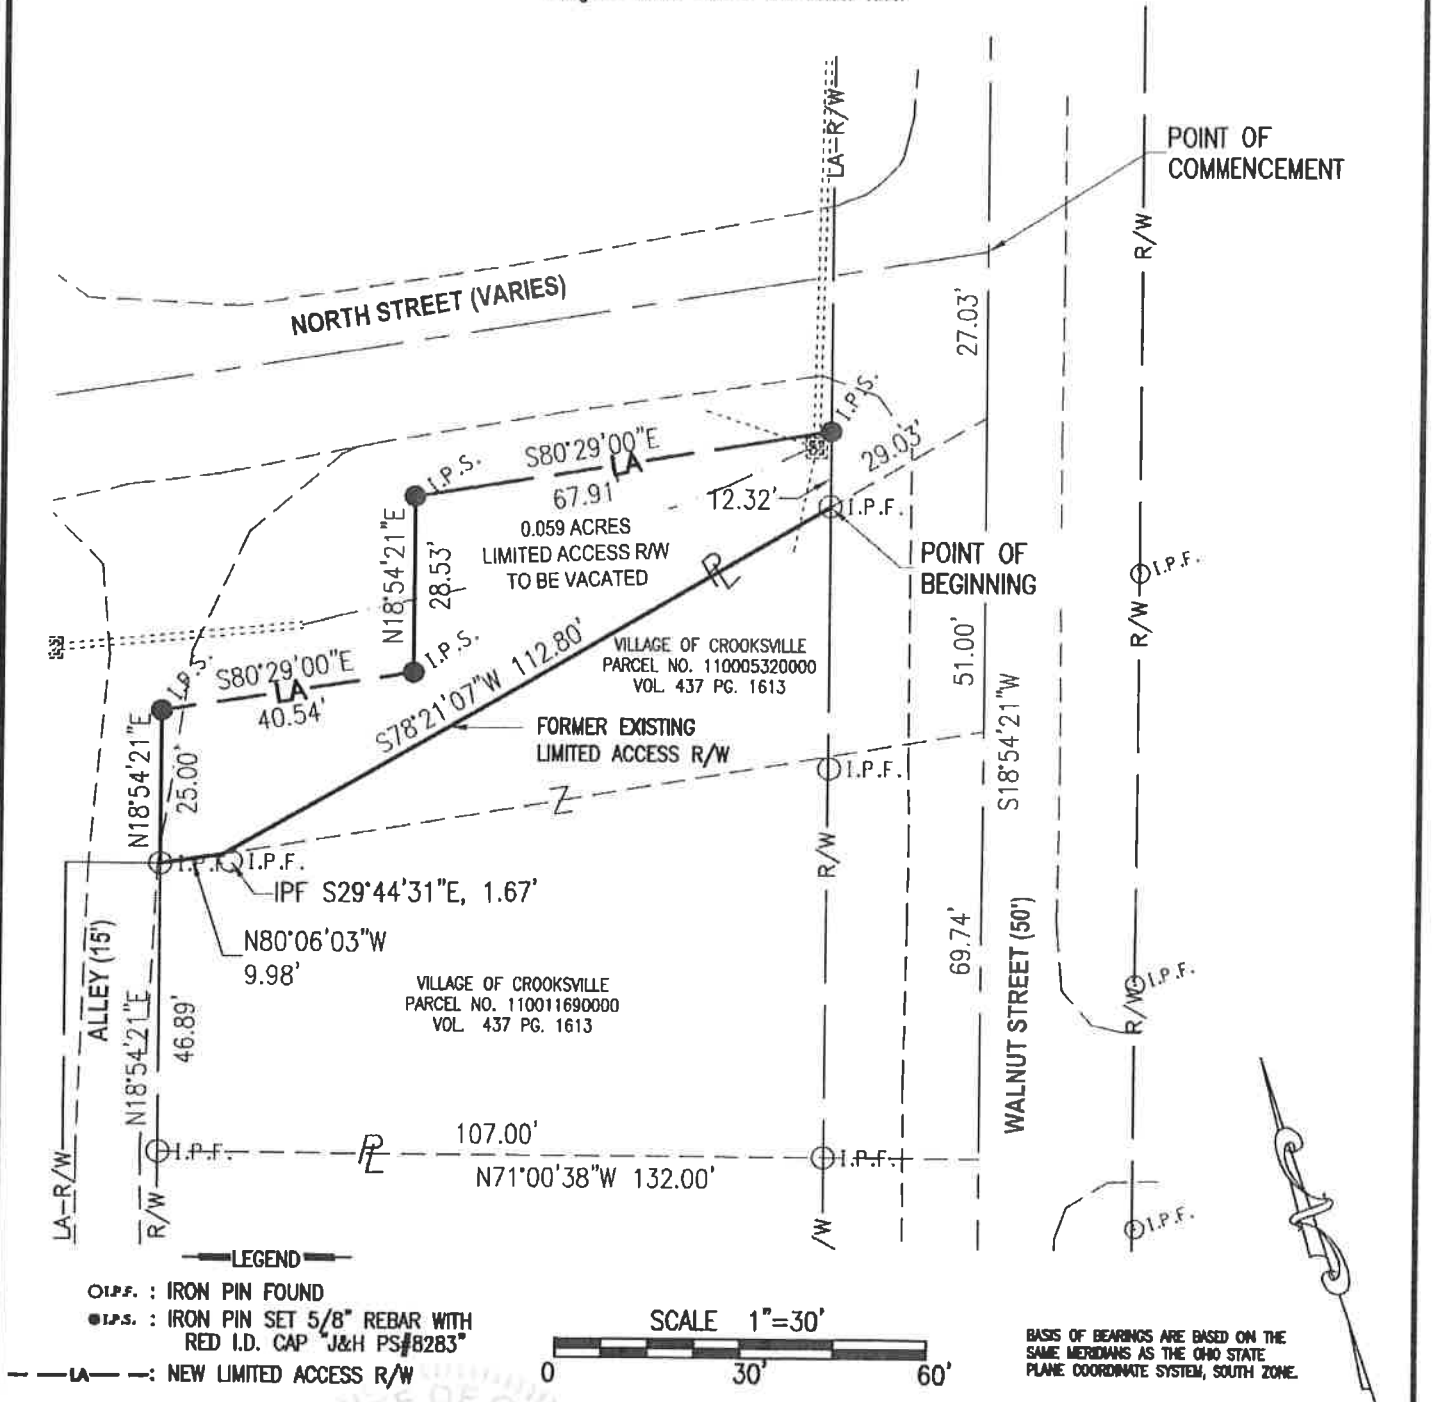 POINT OF
COMMENCEMENT
LA-R/W
R/W
NORTH STREET (VARIES)
27.03'
I.P.S.
S80°29'00"E
LA
67.91
29.03'
I.P.S.
12.32'
I.P.F.
0.059 ACRES
LIMITED ACCESS R/W
TO BE VACATED
N18°54'21"E
28.53'
POINT OF
BEGINNING
I.P.F.
R/W
PL
VILLAGE OF CROOKSVILLE
PARCEL NO. 110005320000
VOL. 437 PG. 1613
51.00'
S18°54'21"W
I.P.S.
I.P.S.
S80°29'00"E
LA
40.54'
S78°21'07"W 112.80'
FORMER EXISTING
LIMITED ACCESS R/W
N18°54'21"E
25.00'
I.P.F.
Z
R/W
I.P.F.
I.P.F.
IPF S29°44'31"E, 1.67'
N80°06'03"W
9.98'
ALLEY (15')
VILLAGE OF CROOKSVILLE
PARCEL NO. 110011690000
VOL. 437 PG. 1613
69.74'
WALNUT STREET (50')
I.P.F.
R/W
N18°54'21"E
46.89'
I.P.F.
PL
107.00'
N71°00'38"W 132.00'
I.P.F.
LA-R/W
R/W
/W
I.P.F.
LEGEND
I.P.F. : IRON PIN FOUND
I.P.S. : IRON PIN SET 5/8" REBAR WITH
RED I.D. CAP "J&H PS#8283"
LA : NEW LIMITED ACCESS R/W
SCALE 1"=30'
0 30' 60'
BASIS OF BEARINGS ARE BASED ON THE
SAME MERIDIANS AS THE OHIO STATE
PLANE COORDINATE SYSTEM, SOUTH ZONE.